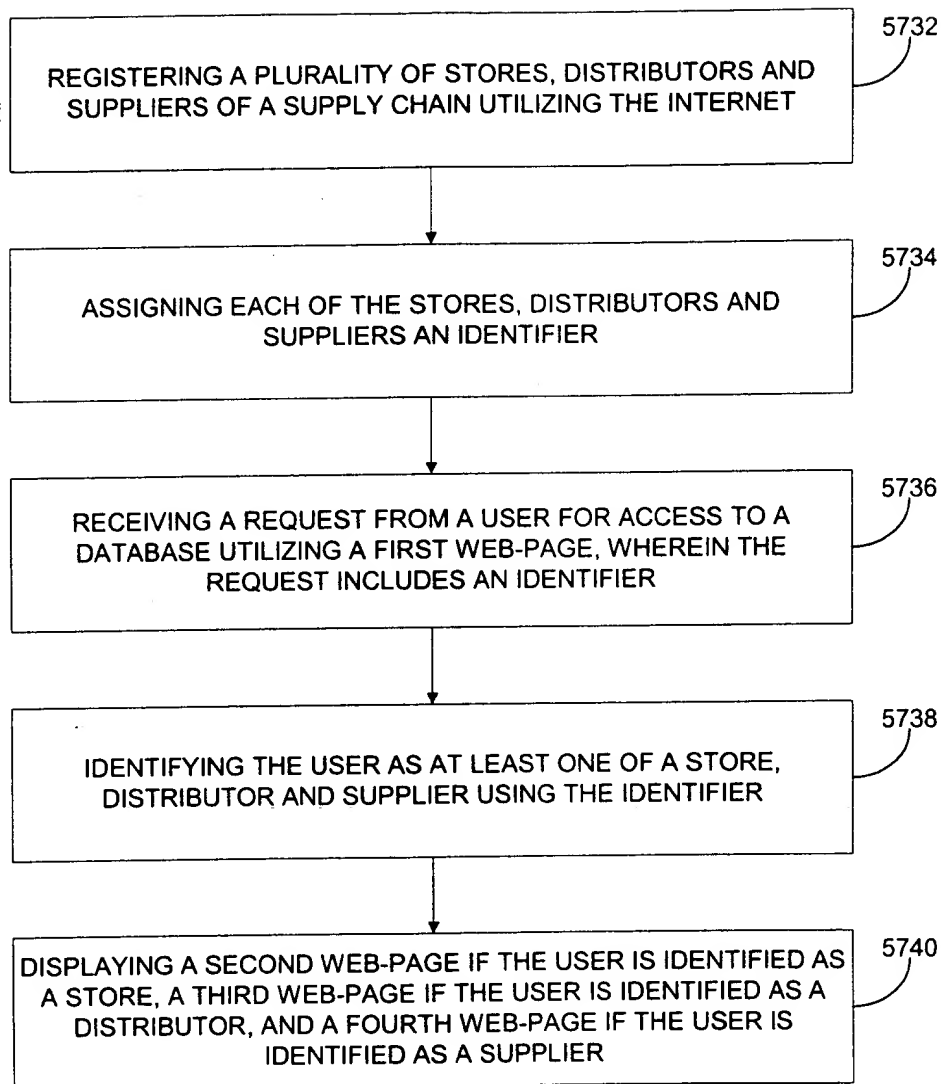 5732
REGISTERING A PLURALITY OF STORES, DISTRIBUTORS AND
SUPPLIERS OF A SUPPLY CHAIN UTILIZING THE INTERNET
5734
ASSIGNING EACH OF THE STORES, DISTRIBUTORS AND
SUPPLIERS AN IDENTIFIER
5736
RECEIVING A REQUEST FROM A USER FOR ACCESS TO A
DATABASE UTILIZING A FIRST WEB-PAGE, WHEREIN THE
REQUEST INCLUDES AN IDENTIFIER
5738
IDENTIFYING THE USER AS AT LEAST ONE OF A STORE,
DISTRIBUTOR AND SUPPLIER USING THE IDENTIFIER
5740
DISPLAYING A SECOND WEB-PAGE IF THE USER IS IDENTIFIED AS
A STORE, A THIRD WEB-PAGE IF THE USER IS IDENTIFIED AS A
DISTRIBUTOR, AND A FOURTH WEB-PAGE IF THE USER IS
IDENTIFIED AS A SUPPLIER